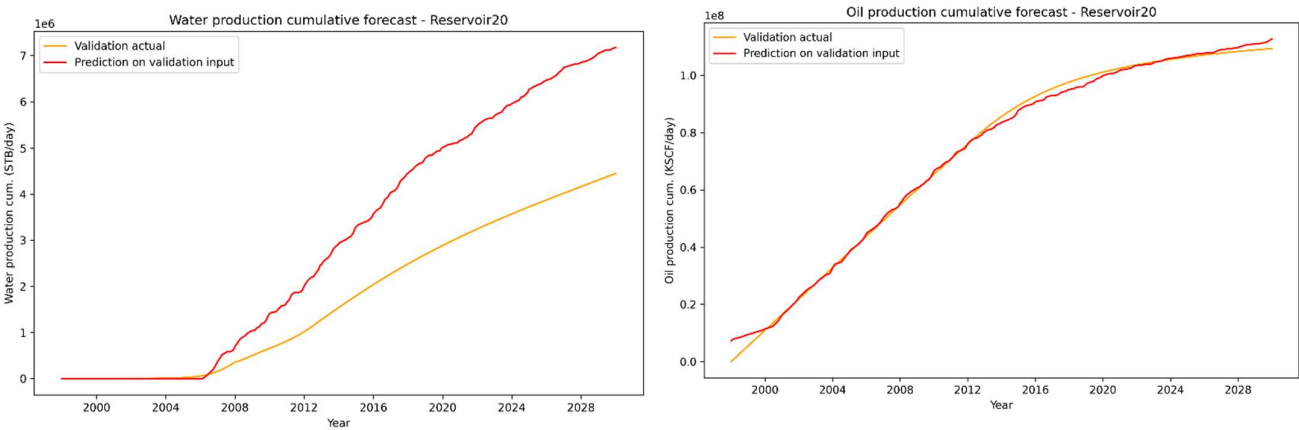 Water production cumulative forecast - Reservoir20
1e6
Validation actual
Prediction on validation input
7
6
5
4
3
2
1
0
Water production cum. (STB/day)
2000 2004 2008 2012 2016 2020 2024 2028
Year
Oil production cumulative forecast - Reservoir20
1e8
Validation actual
Prediction on validation input
1.0
0.8
0.6
0.4
0.2
0.0
Oil production cum. (KSCF/day)
2000 2004 2008 2012 2016 2020 2024 2028
Year